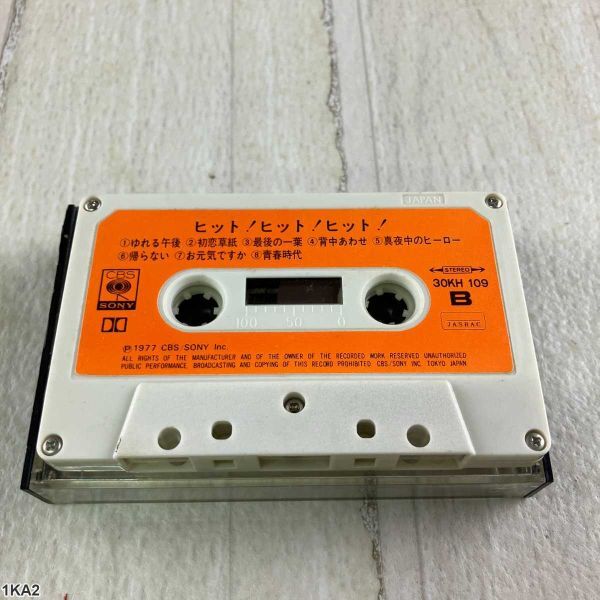 JAPAN
ヒット！ヒット！ヒット！
①ゆれる午後 ②初恋草紙 ③最後の一葉 ④背中あわせ ⑤真夜中のヒーロー
⑥帰らない ⑦お元気ですか ⑧青春時代
CBS
SONY
STEREO
30KH 109
B
JASRAC
100 50 0
℗1977 CBS/SONY Inc.
ALL RIGHTS OF THE MANUFACTURER AND OF THE OWNER OF THE RECORDED WORK RESERVED UNAUTHORIZED
PUBLIC PERFORMANCE BROADCASTING AND COPYING OF THIS RECORD PROHIBITED CBS/SONY INC. TOKYO JAPAN
1KA2